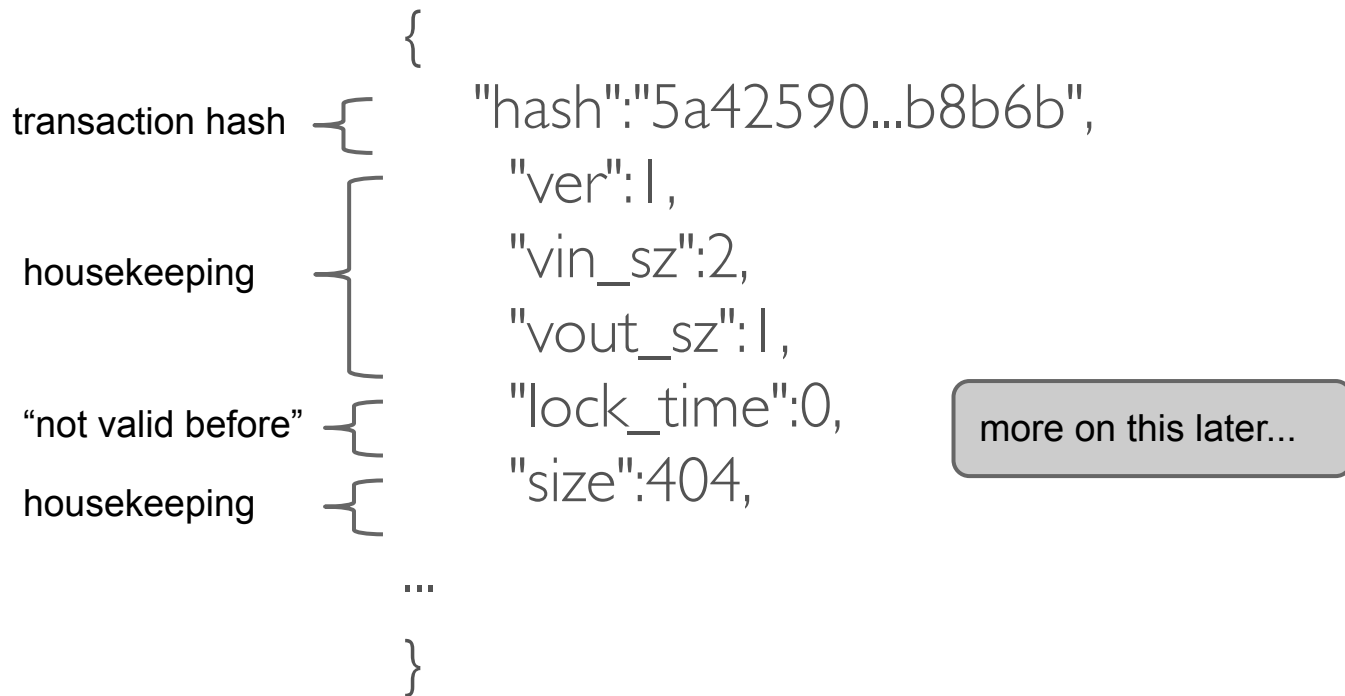 {
transaction hash "hash":"5a42590...b8b6b",
"ver":1,
"vin_sz":2,
housekeeping
"vout_sz":1,
“not valid before” "lock_time":0,
more on this later...
housekeeping "size":404,
...
}